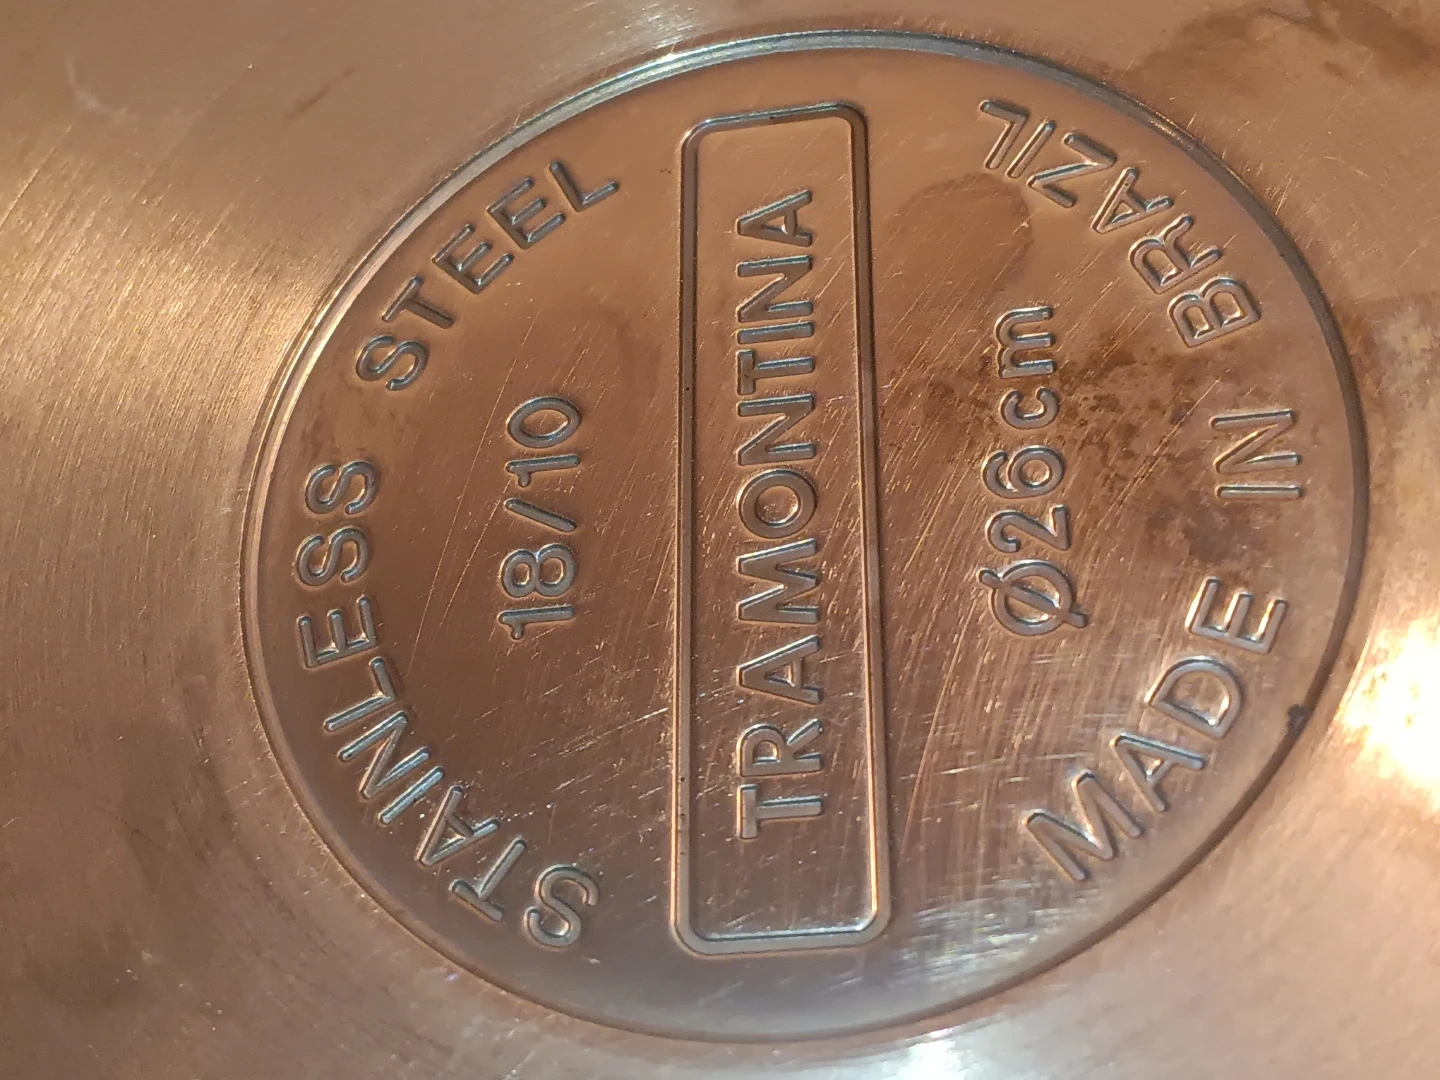 STAINLESS STEEL
18/10
TRAMONTINA
Ø26cm
MADE IN BRAZIL